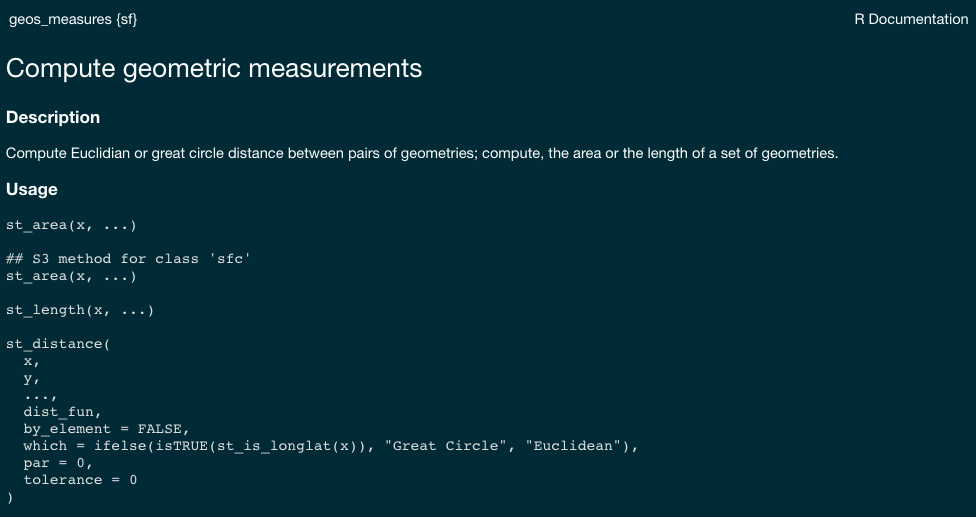 geos_measures {sf} R Documentation
Compute geometric measurements
Description
Compute Euclidian or great circle distance between pairs of geometries; compute, the area or the length of a set of geometries.
Usage
st_area(x, ...)
## S3 method for class 'sfc'
st_area(x, ...)
st_length(x, ...)
st_distance(
  x,
  y,
  ...,
  dist_fun,
  by_element = FALSE,
  which = ifelse(isTRUE(st_is_longlat(x)), "Great Circle", "Euclidean"),
  par = 0,
  tolerance = 0
)